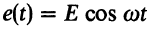 e(t) = E cos ωt